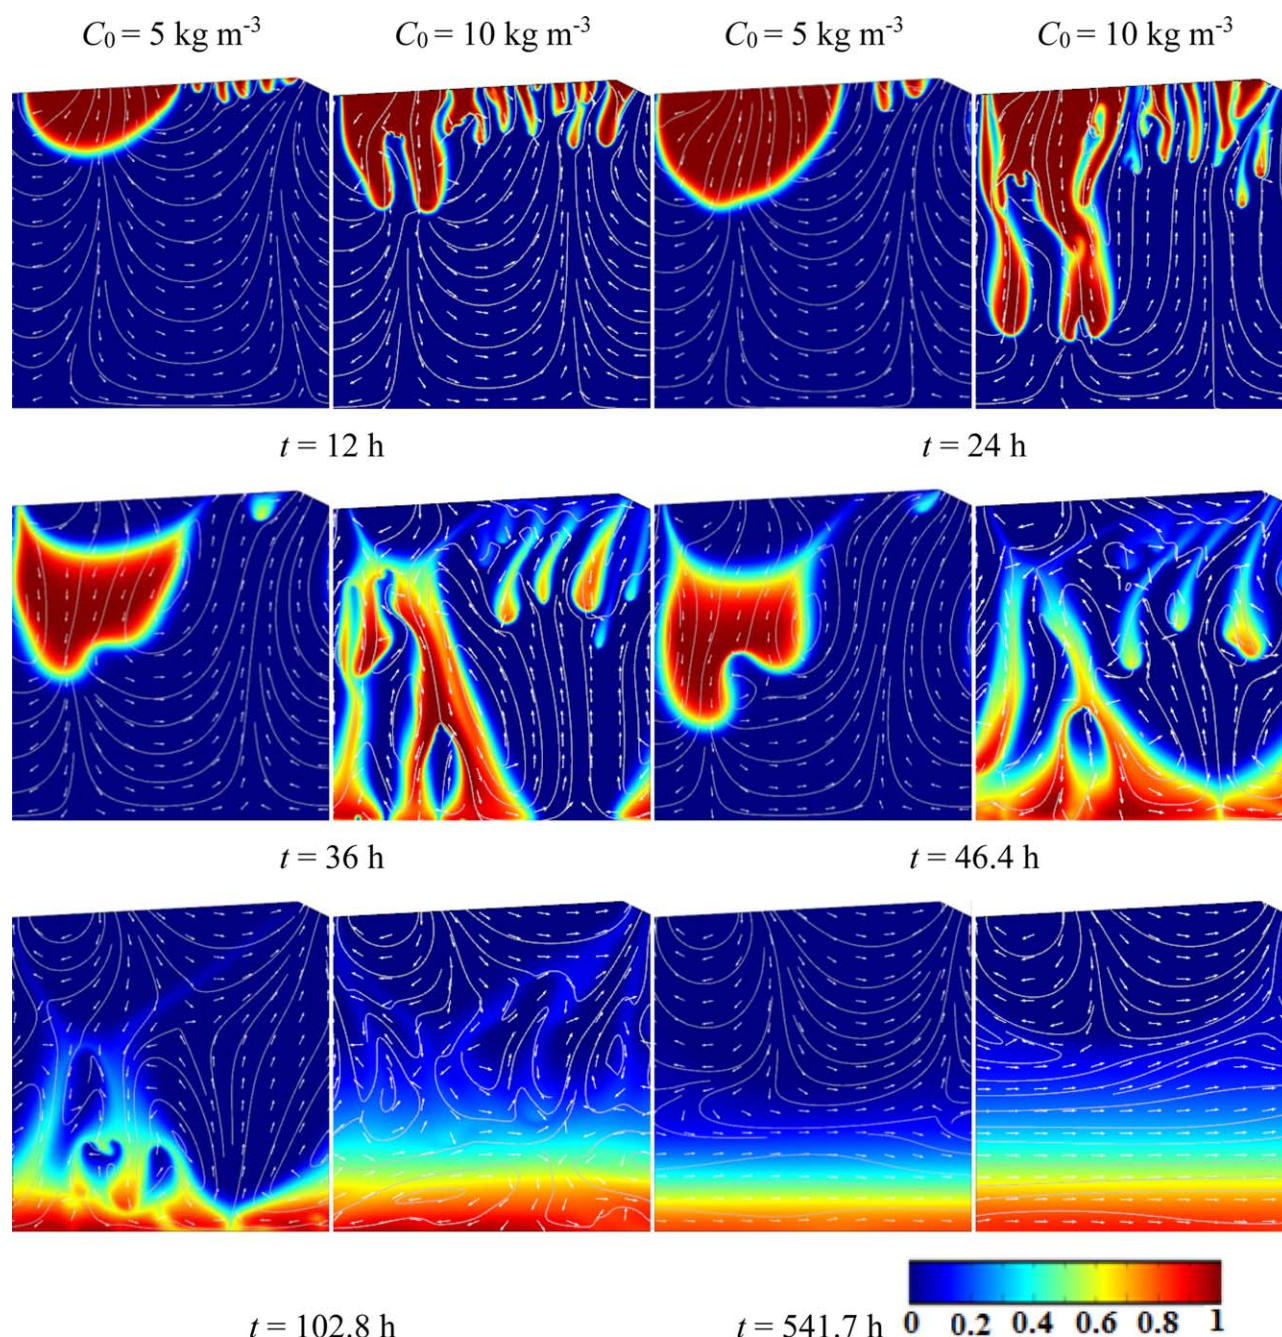 C₀ = 5 kg m⁻³ C₀ = 10 kg m⁻³ C₀ = 5 kg m⁻³ C₀ = 10 kg m⁻³
t = 12 h t = 24 h
t = 36 h t = 46.4 h
t = 102.8 h t = 541.7 h 0 0.2 0.4 0.6 0.8 1